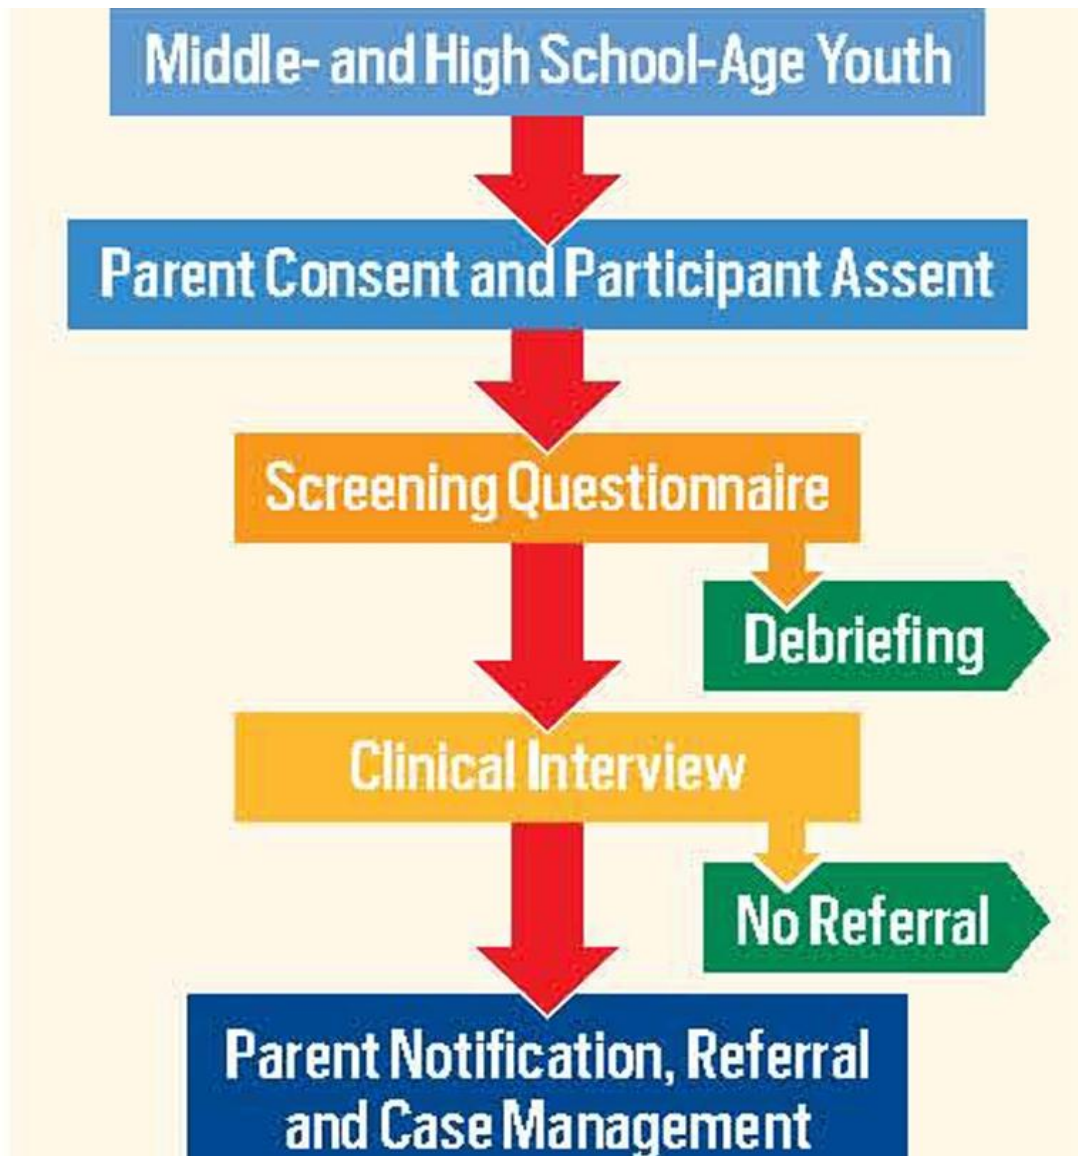 Middle- and High School-Age Youth
Parent Consent and Participant Assent
Screening Questionnaire
Debriefing
Clinical Interview
No Referral
Parent Notification, Referral
and Case Management